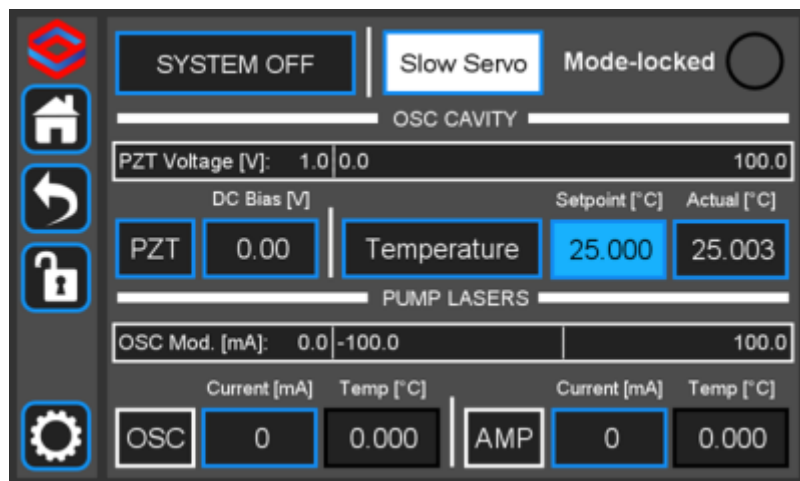 SYSTEM OFF Slow Servo Mode-locked
OSC CAVITY
PZT Voltage [V]: 1.0 0.0 100.0
DC Bias [V] Setpoint [°C] Actual [°C]
PZT 0.00 Temperature 25.000 25.003
PUMP LASERS
OSC Mod. [mA]: 0.0 -100.0 100.0
Current [mA] Temp [°C] Current [mA] Temp [°C]
OSC 0 0.000 AMP 0 0.000